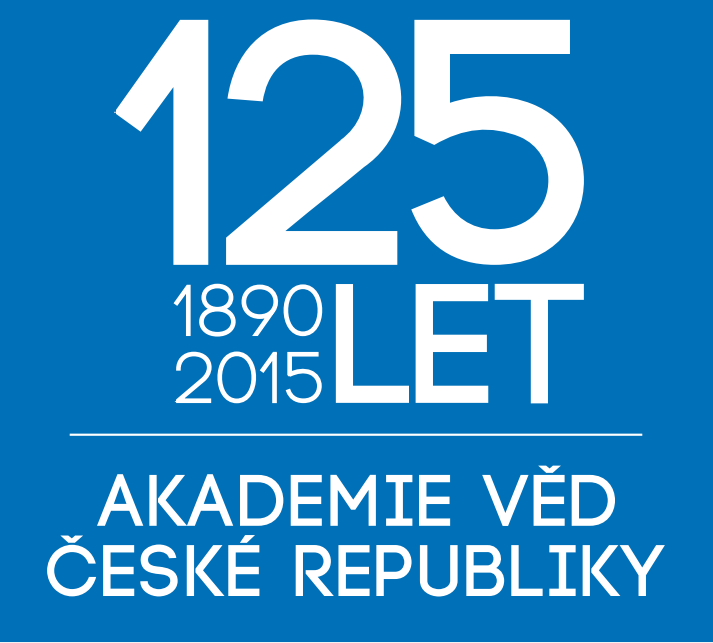 125
1890 LET
2015
AKADEMIE VĚD
ČESKÉ REPUBLIKY